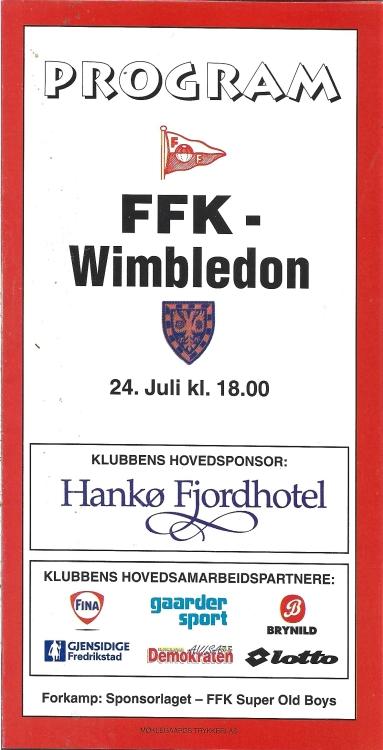 PROGRAM
F
F
FFK -
Wimbledon
24. Juli kl. 18.00
KLUBBENS HOVEDSPONSOR:
Hankø Fjordhotel
KLUBBENS HOVEDSAMARBEIDSPARTNERE:
FINA
gaarder
sport
B
BRYNILD
GJENSIDIGE
Fredrikstad
Demokraten
lotto
Forkamp: Sponsorlaget – FFK Super Old Boys